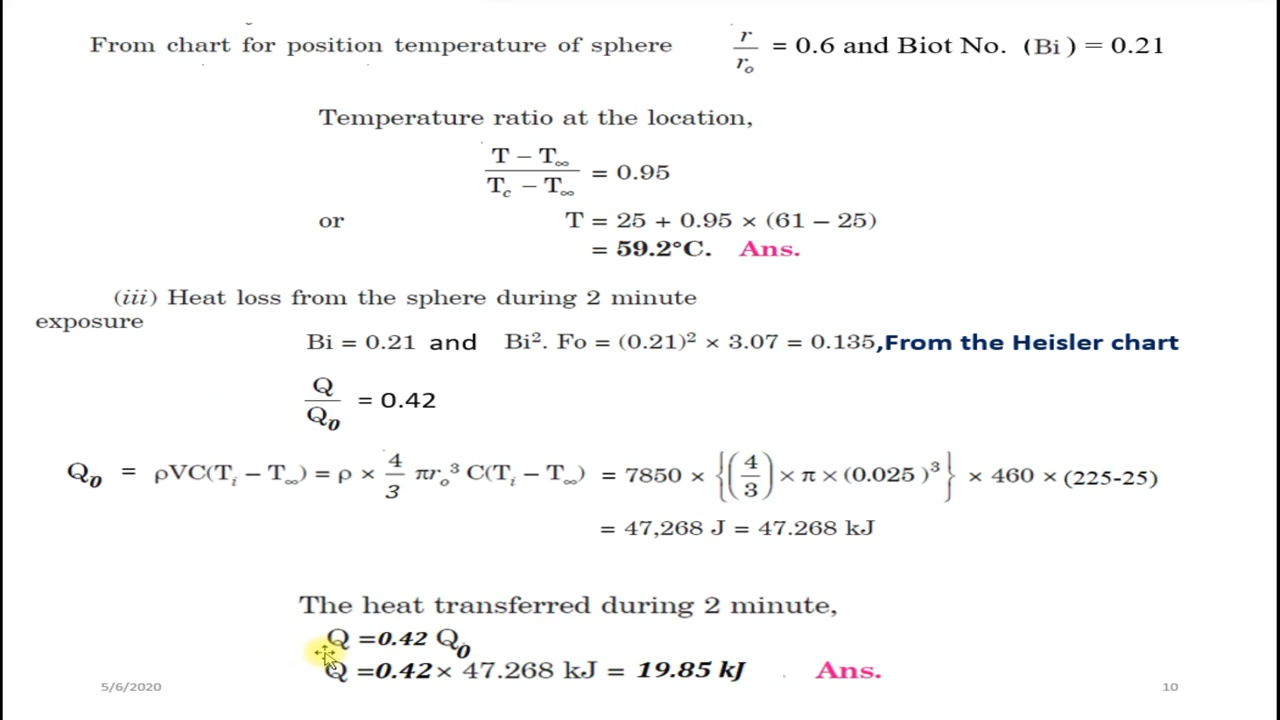 From chart for position temperature of sphere r/rₒ = 0.6 and Biot No. (Bi) = 0.21
Temperature ratio at the location,
(T – T∞)/(T꜀ – T∞) = 0.95
or T = 25 + 0.95 × (61 – 25)
= 59.2°C. Ans.
(iii) Heat loss from the sphere during 2 minute
exposure
Bi = 0.21 and Bi². Fo = (0.21)² × 3.07 = 0.135,From the Heisler chart
Q/Q₀ = 0.42
Q₀ = ρVC(Tᵢ – T∞) = ρ × 4/3 πrₒ³ C(Tᵢ – T∞) = 7850 × {(4/3) × π × (0.025 )³} × 460 × (225-25)
= 47,268 J = 47.268 kJ
The heat transferred during 2 minute,
Q =0.42 Q₀
Q =0.42 × 47.268 kJ = 19.85 kJ Ans.
5/6/2020 10